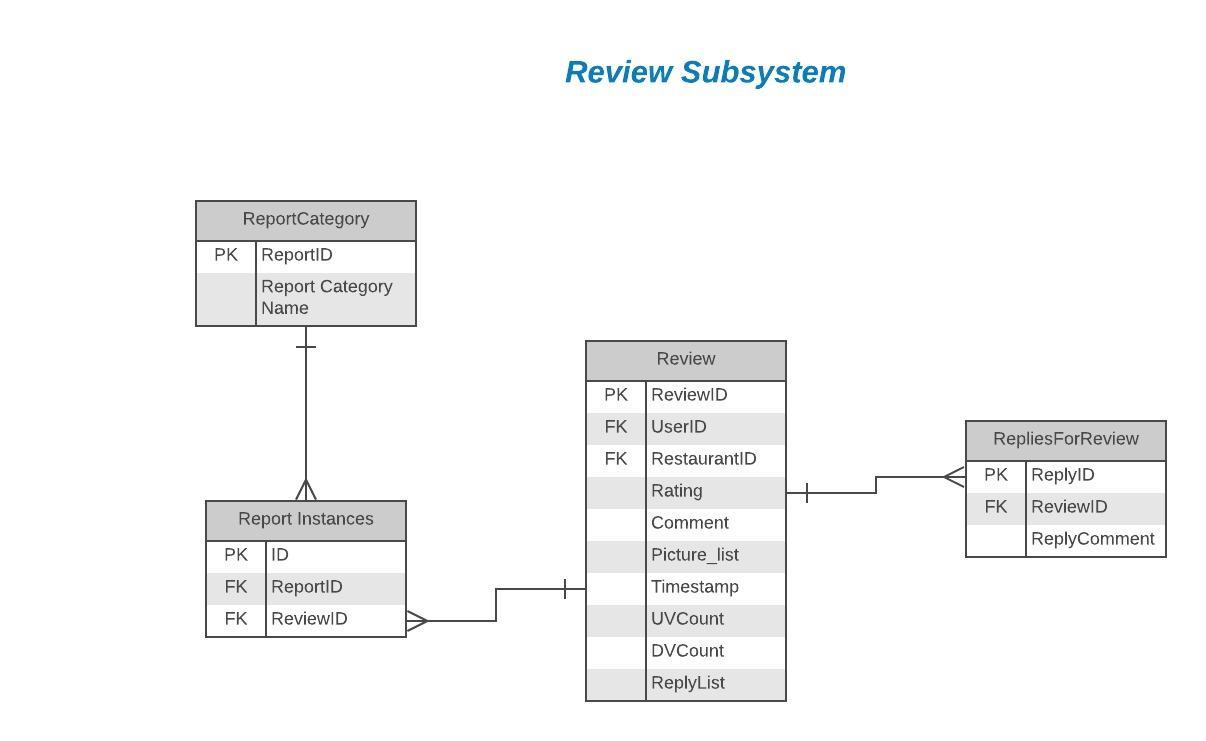 Review Subsystem
ReportCategory
PK ReportID
Report Category
Name
Report Instances
PK ID
FK ReportID
FK ReviewID
Review
PK ReviewID
FK UserID
FK RestaurantID
Rating
Comment
Picture_list
Timestamp
UVCount
DVCount
ReplyList
RepliesForReview
PK ReplyID
FK ReviewID
ReplyComment